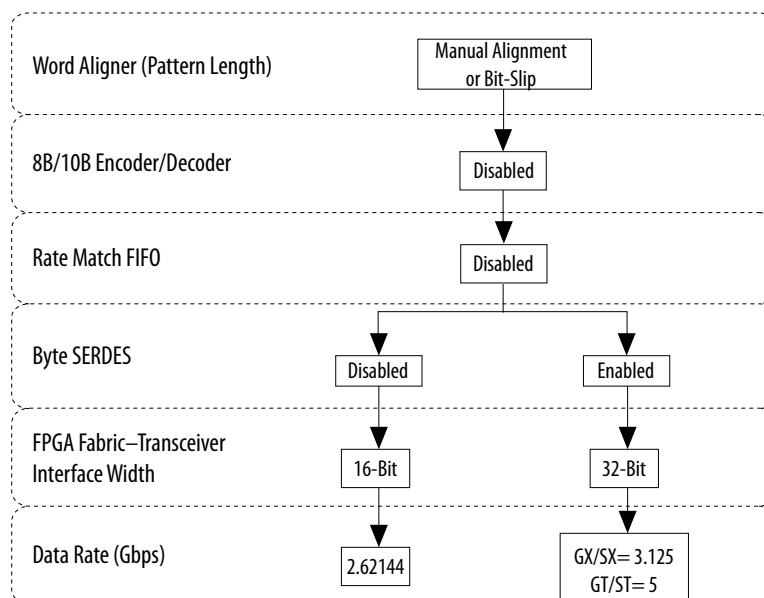 Word Aligner (Pattern Length)
Manual Alignment
or Bit-Slip
8B/10B Encoder/Decoder
Disabled
Rate Match FIFO
Disabled
Byte SERDES
Disabled
Enabled
FPGA Fabric–Transceiver
Interface Width
16-Bit
32-Bit
Data Rate (Gbps)
2.62144
GX/SX= 3.125
GT/ST= 5